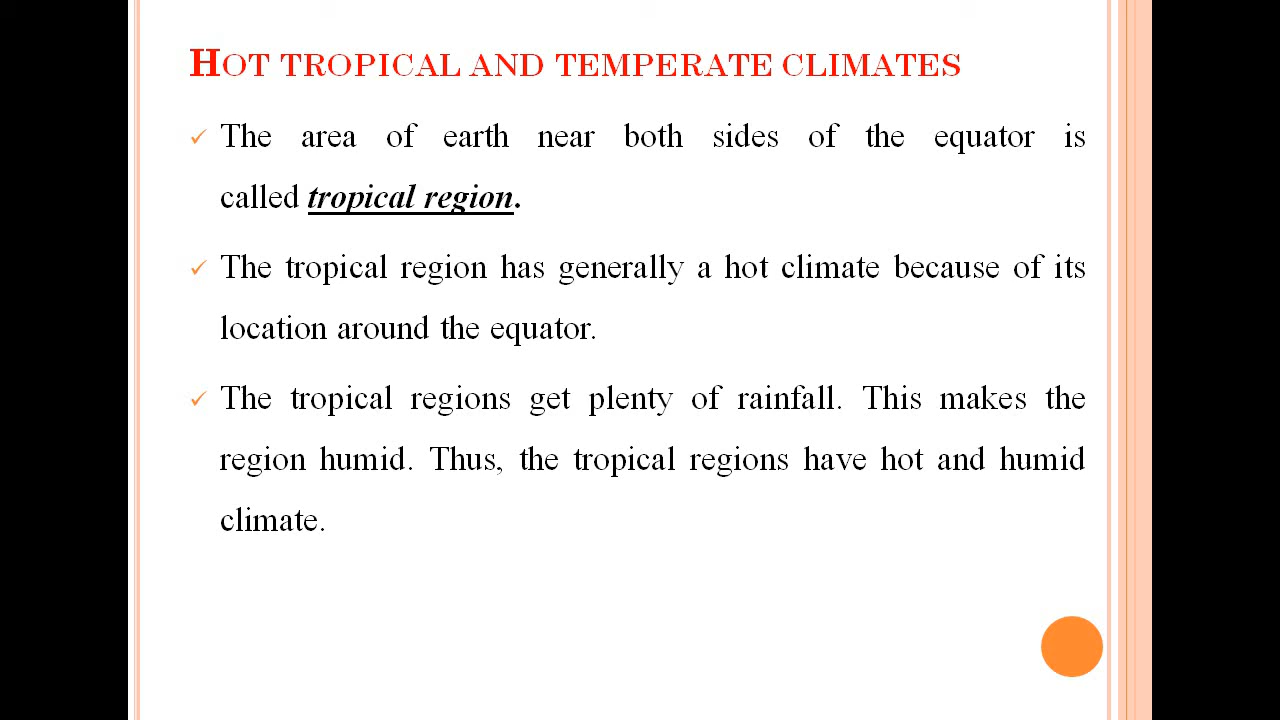 HOT TROPICAL AND TEMPERATE CLIMATES
✓ The area of earth near both sides of the equator is
called tropical region.
✓ The tropical region has generally a hot climate because of its
location around the equator.
✓ The tropical regions get plenty of rainfall. This makes the
region humid. Thus, the tropical regions have hot and humid
climate.